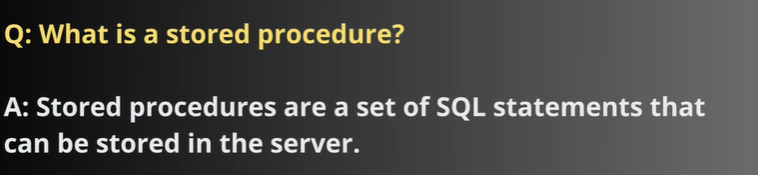 Q: What is a stored procedure?
A: Stored procedures are a set of SQL statements that
can be stored in the server.